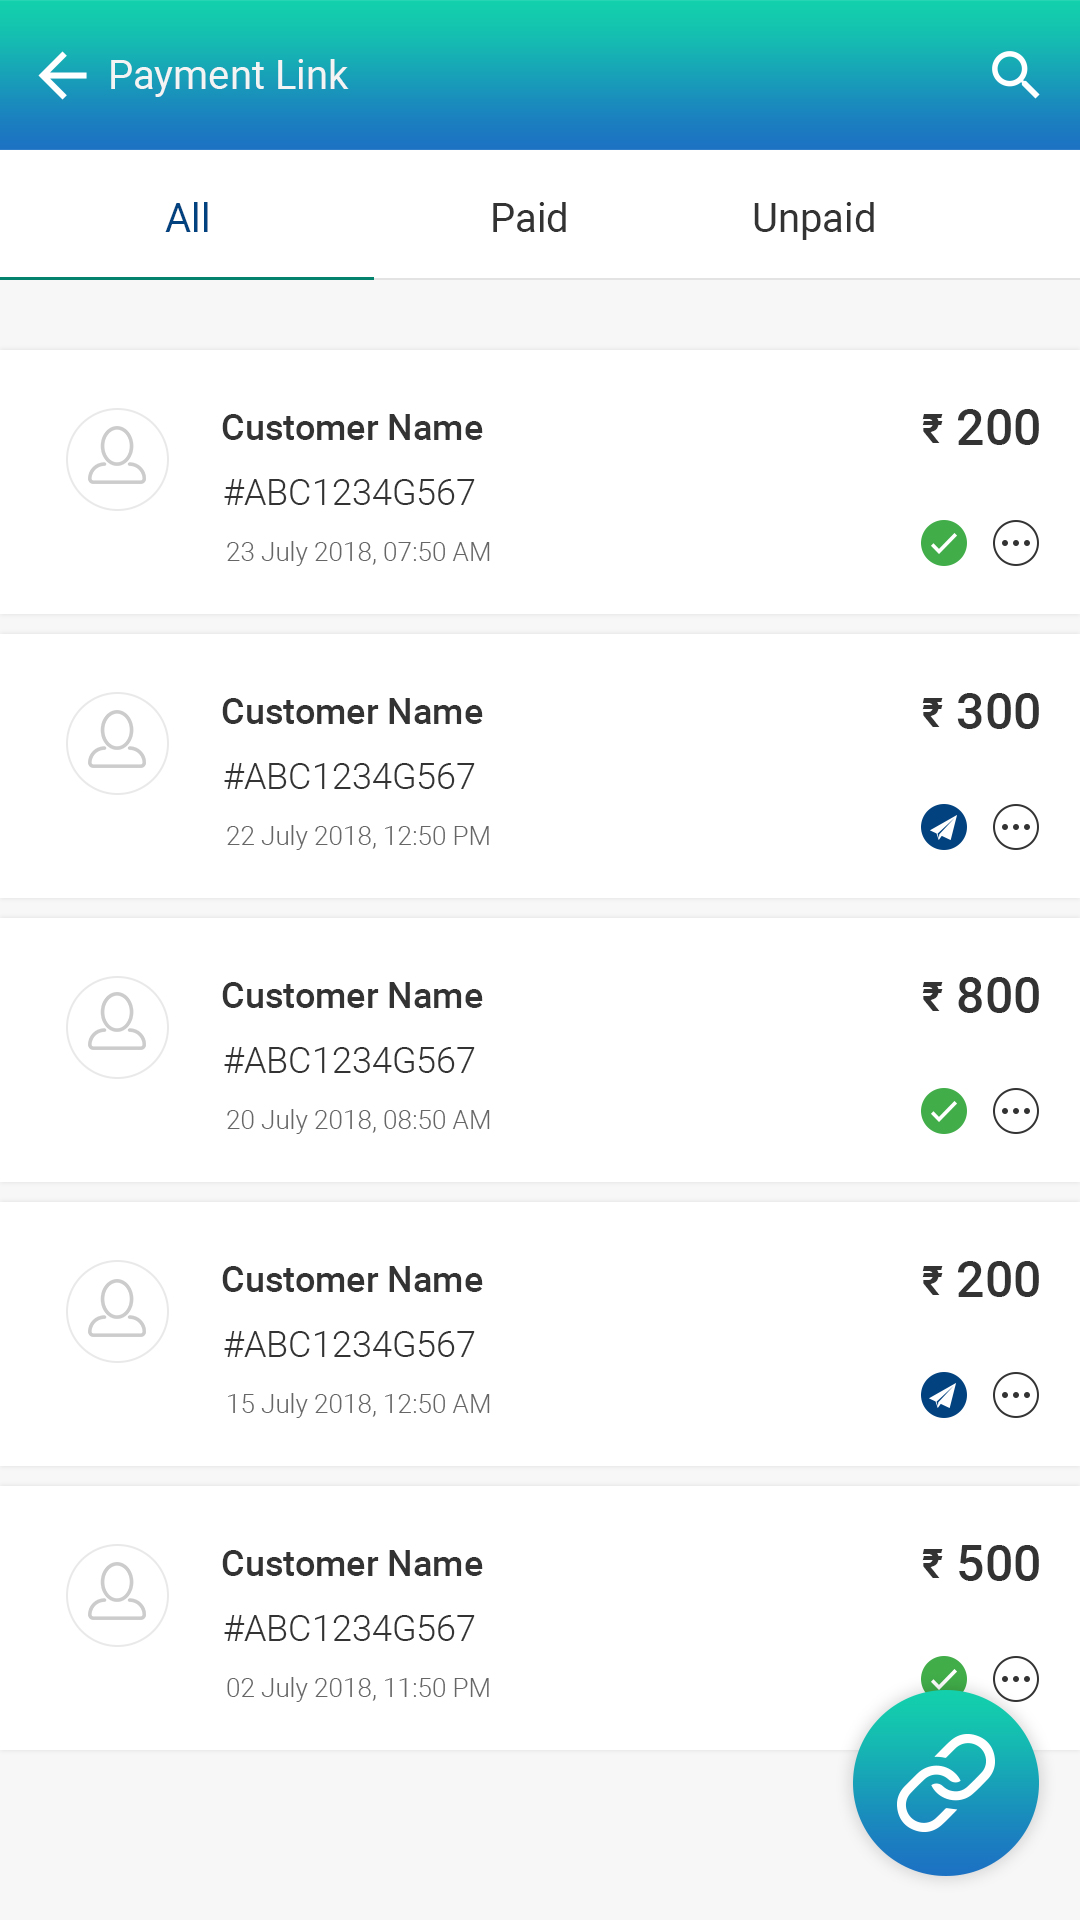 Payment Link
All Paid Unpaid
Customer Name ₹ 200
#ABC1234G567
23 July 2018, 07:50 AM
Customer Name ₹ 300
#ABC1234G567
22 July 2018, 12:50 PM
Customer Name ₹ 800
#ABC1234G567
20 July 2018, 08:50 AM
Customer Name ₹ 200
#ABC1234G567
15 July 2018, 12:50 AM
Customer Name ₹ 500
#ABC1234G567
02 July 2018, 11:50 PM